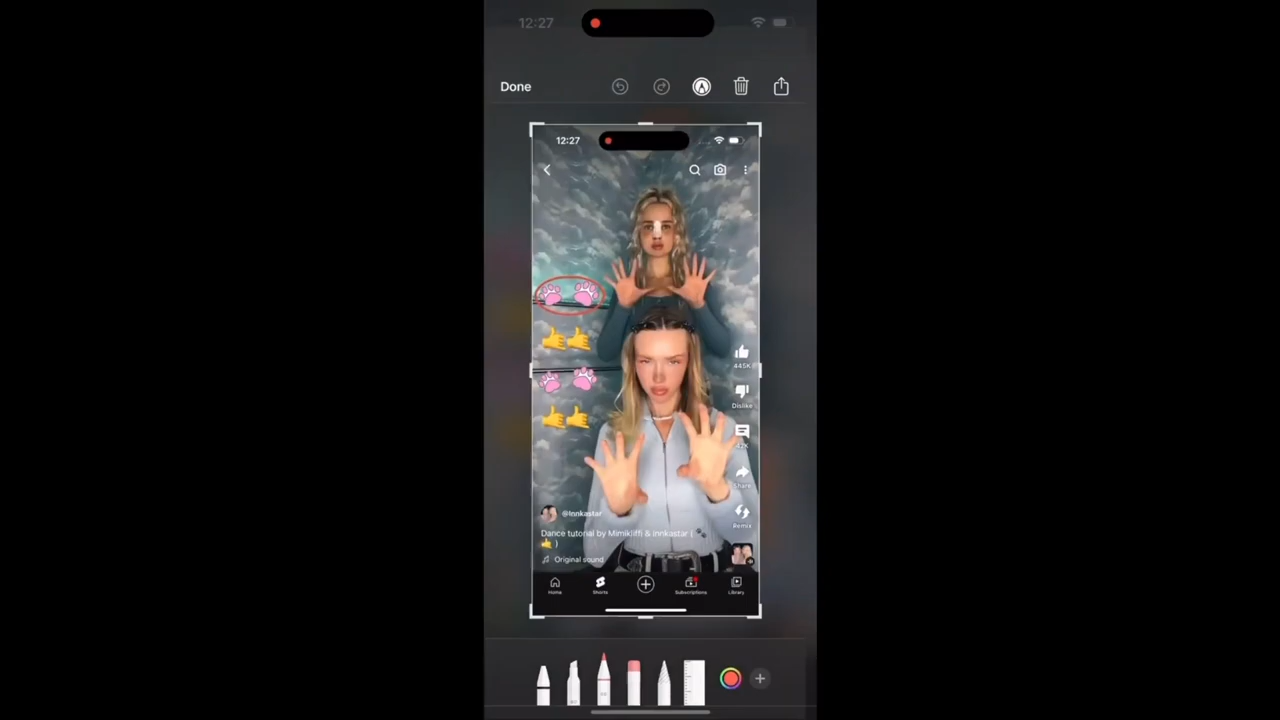 12:27
Done
12:27
445K
Dislike
Share
@Innkastar
Remix
Dance tutorial by Mimikliffi & innkastar ( 🐾
🤙 )
Original sound
Home
Shorts
Subscriptions
Library